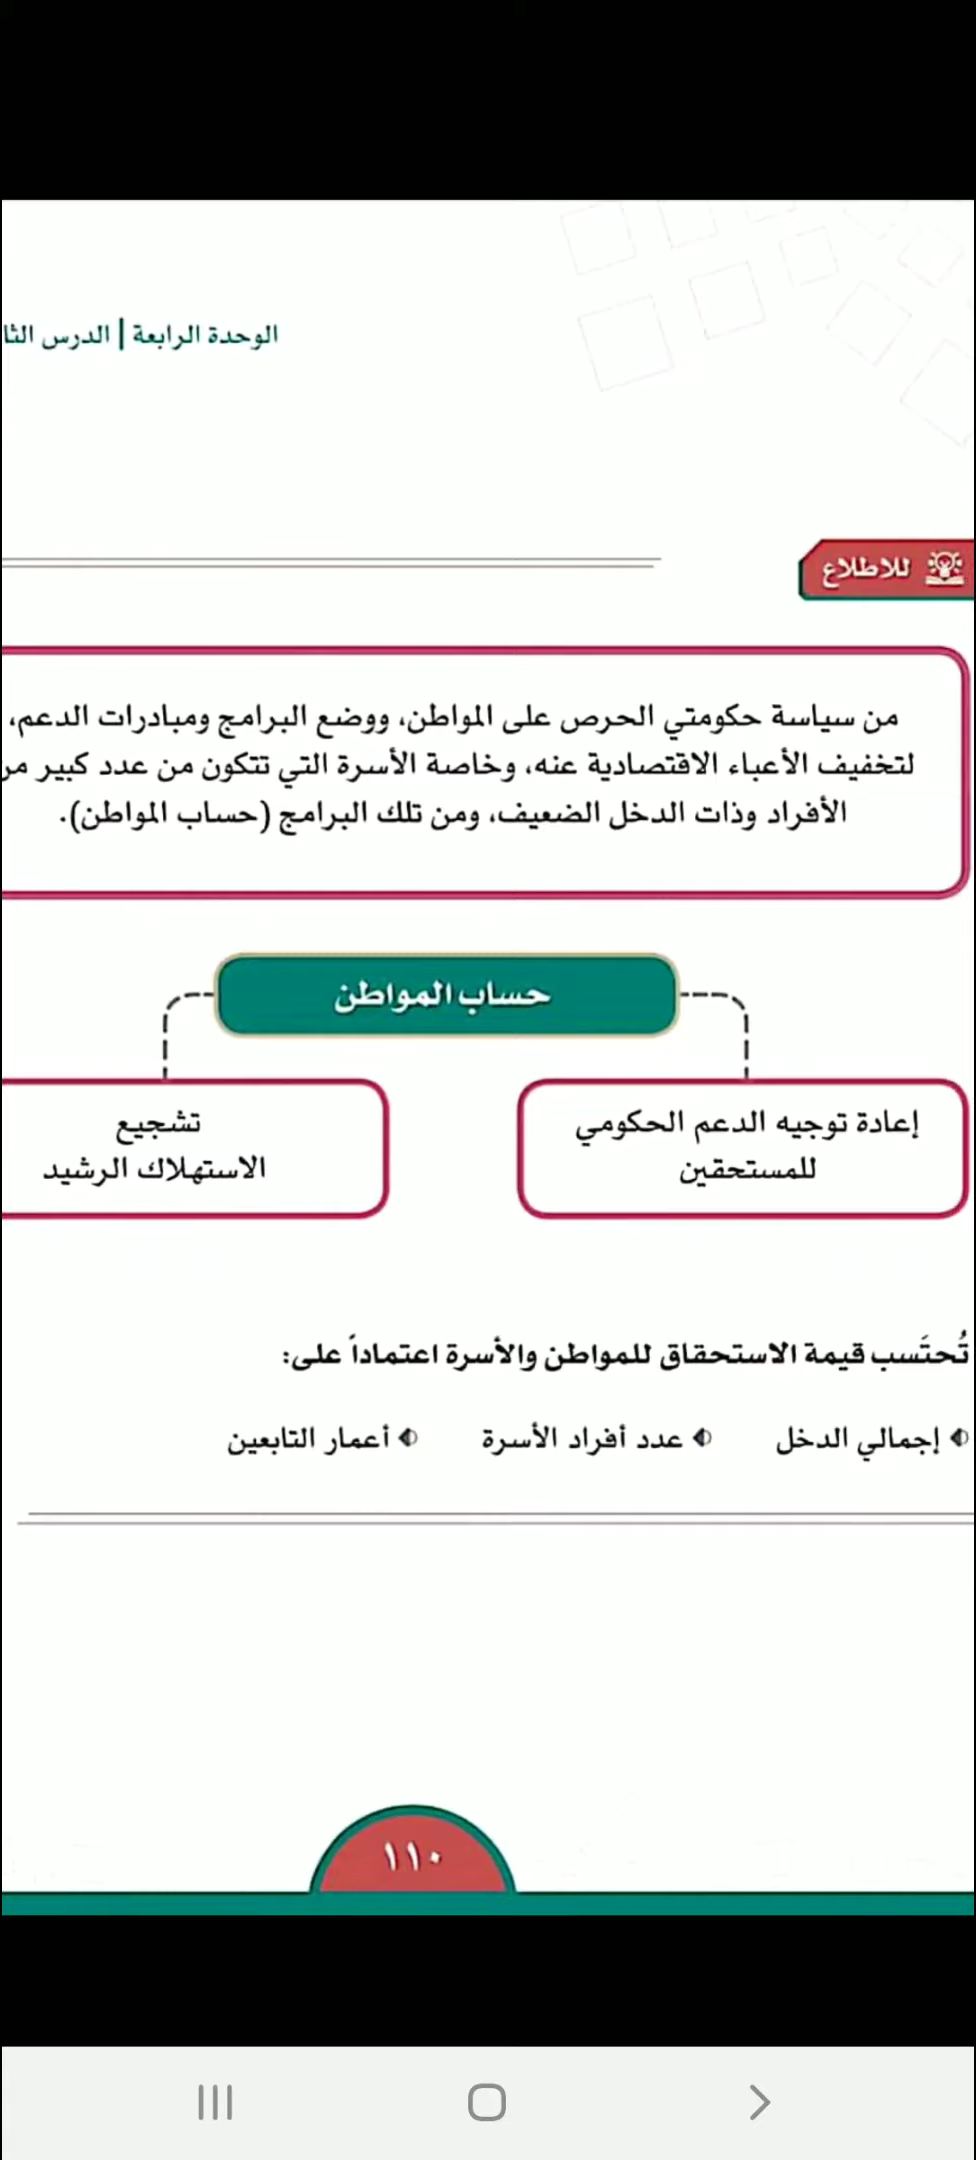 الوحدة الرابعة | الدرس
للاطلاع
من سياسة حكومتي الحرص على المواطن، ووضع البرامج ومبادرات الدعم،
لتخفيف الأعباء الاقتصادية عنه، وخاصة الأسرة التي تتكون من عدد كبير
الأفراد وذات الدخل الضعيف، ومن تلك البرامج (حساب المواطن).
حساب المواطن
إعادة توجيه الدعم الحكومي
للمستحقين
تشجيع
الاستهلاك الرشيد
تُحتَسب قيمة الاستحقاق للمواطن والأسرة اعتماداً على:
إجمالي الدخل
عدد أفراد الأسرة
أعمار التابعين
١١٠